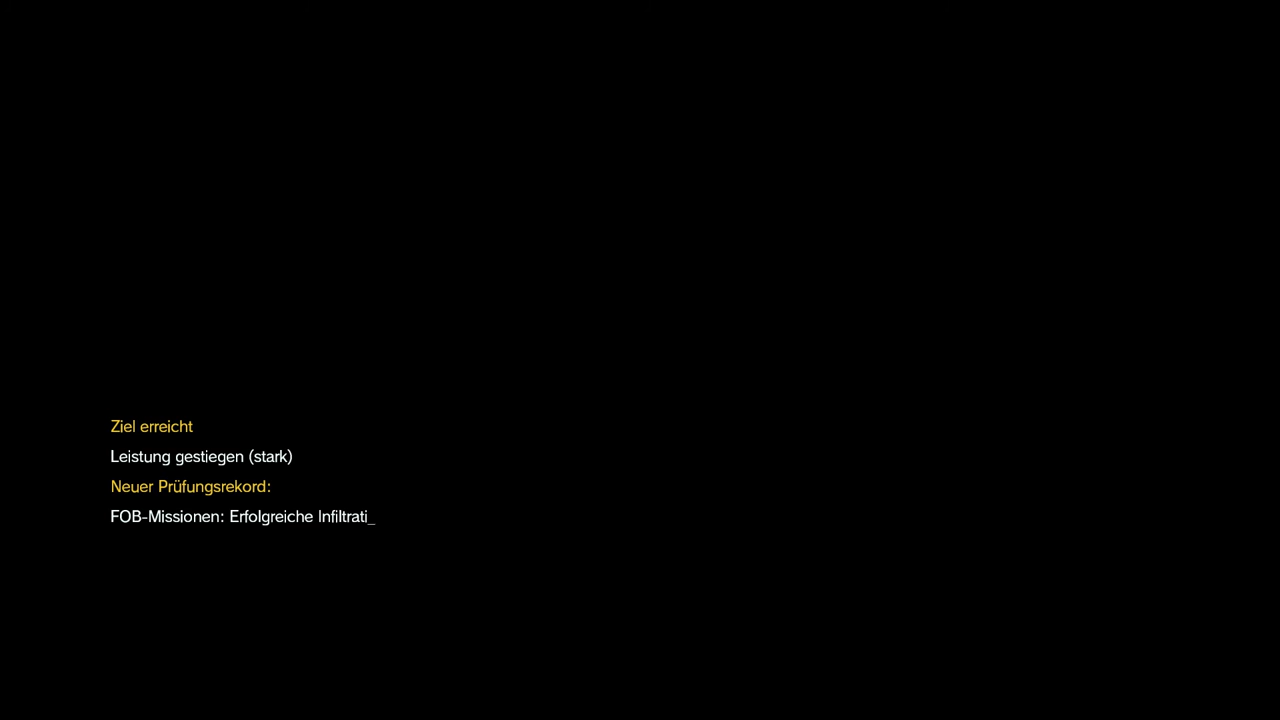 Ziel erreicht
Leistung gestiegen (stark)
Neuer Prüfungsrekord:
FOB-Missionen: Erfolgreiche Infiltrati_